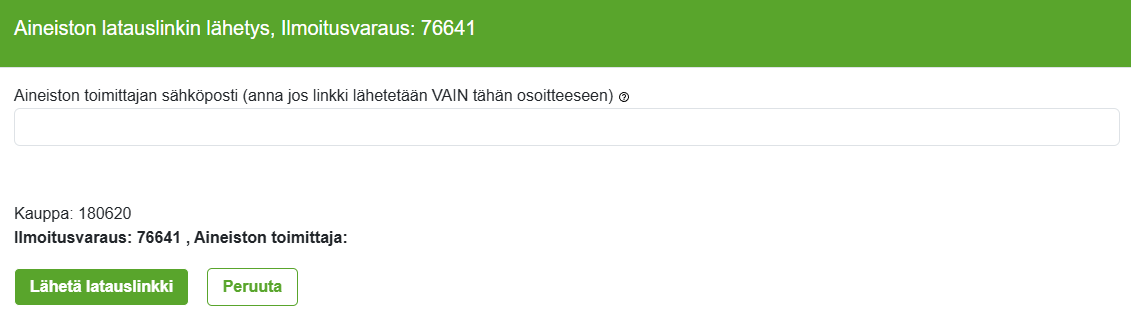 Aineiston latauslinkin lähetys, Ilmoitusvaraus: 76641
Aineiston toimittajan sähköposti (anna jos linkki lähetetään VAIN tähän osoitteeseen) ?
Kauppa: 180620
Ilmoitusvaraus: 76641 , Aineiston toimittaja:
Lähetä latauslinkki
Peruuta